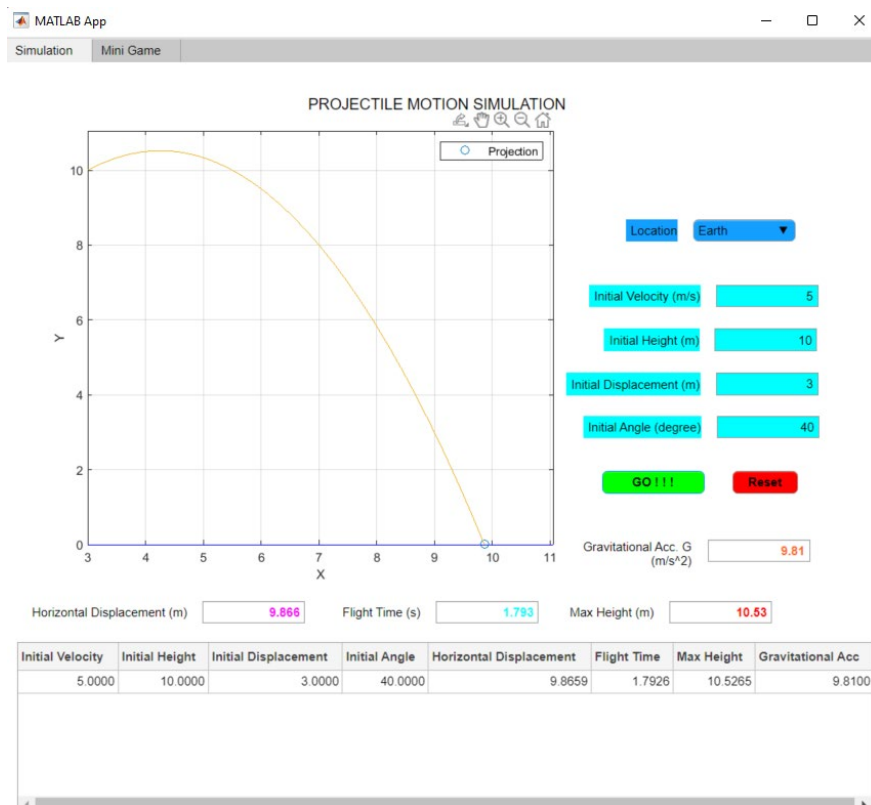 MATLAB App
Simulation Mini Game
PROJECTILE MOTION SIMULATION
Projection
10
8
6
4
2
0
Y
3 4 5 6 7 8 9 10 11
X
Location Earth
Initial Velocity (m/s) 5
Initial Height (m) 10
Initial Displacement (m) 3
Initial Angle (degree) 40
GO ! ! ! Reset
Gravitational Acc. G
(m/s^2) 9.81
Horizontal Displacement (m) 9.866 Flight Time (s) 1.793 Max Height (m) 10.53
Initial Velocity Initial Height Initial Displacement Initial Angle Horizontal Displacement Flight Time Max Height Gravitational Acc
5.0000 10.0000 3.0000 40.0000 9.8659 1.7926 10.5265 9.8100